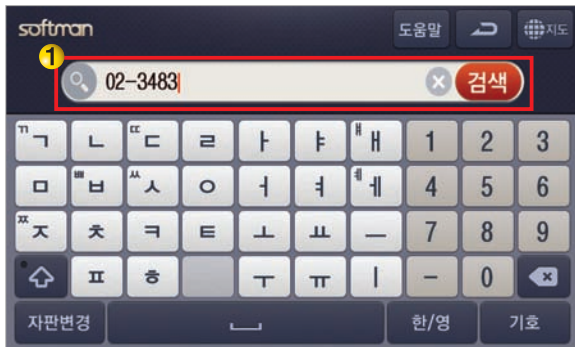 softman 도움말 지도
1
02-3483 검색
ㄲ ㄱ ㄴ ㄸ ㄷ ㄹ ㅏ ㅑ ㅒ ㅐ 1 2 3
ㅁ ㅃ ㅂ ㅆ ㅅ ㅇ ㅓ ㅕ ㅖ ㅔ 4 5 6
ㅉ ㅈ ㅊ ㅋ ㅌ ㅗ ㅛ ㅡ 7 8 9
ㅍ ㅎ ㅜ ㅠ ㅣ - 0
자판변경 한/영 기호